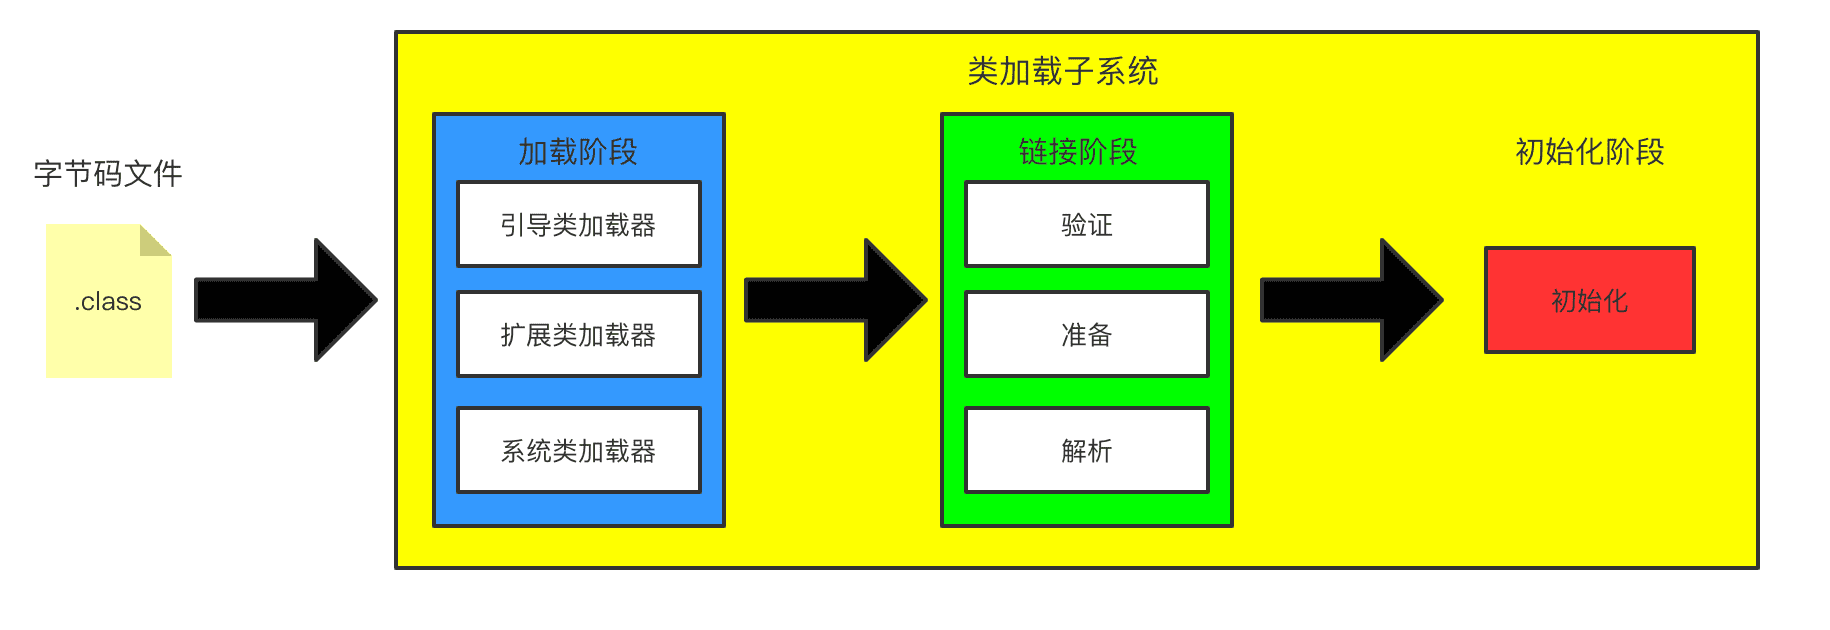 字节码文件
.class
类加载子系统
加载阶段
引导类加载器
扩展类加载器
系统类加载器
链接阶段
验证
准备
解析
初始化阶段
初始化